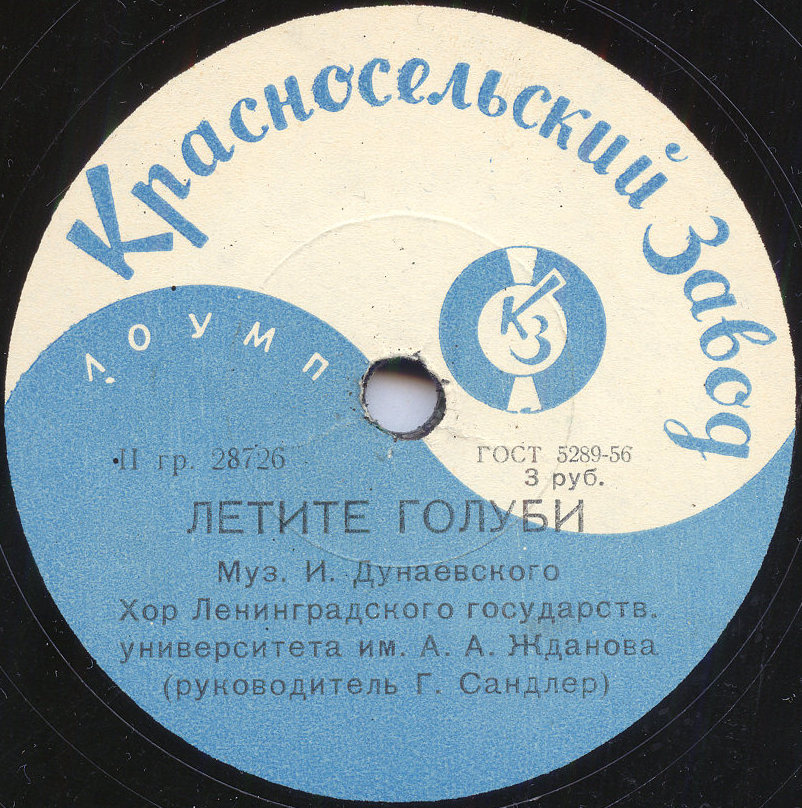 Красносельский Завод
Л.ОУМП
КЗ
II гр. 28726
ГОСТ 5289-56
3 руб.
ЛЕТИТЕ ГОЛУБИ
Муз. И. Дунаевского
Хор Ленинградского государств.
университета им. А. А. Жданова
(руководитель Г. Сандлер)